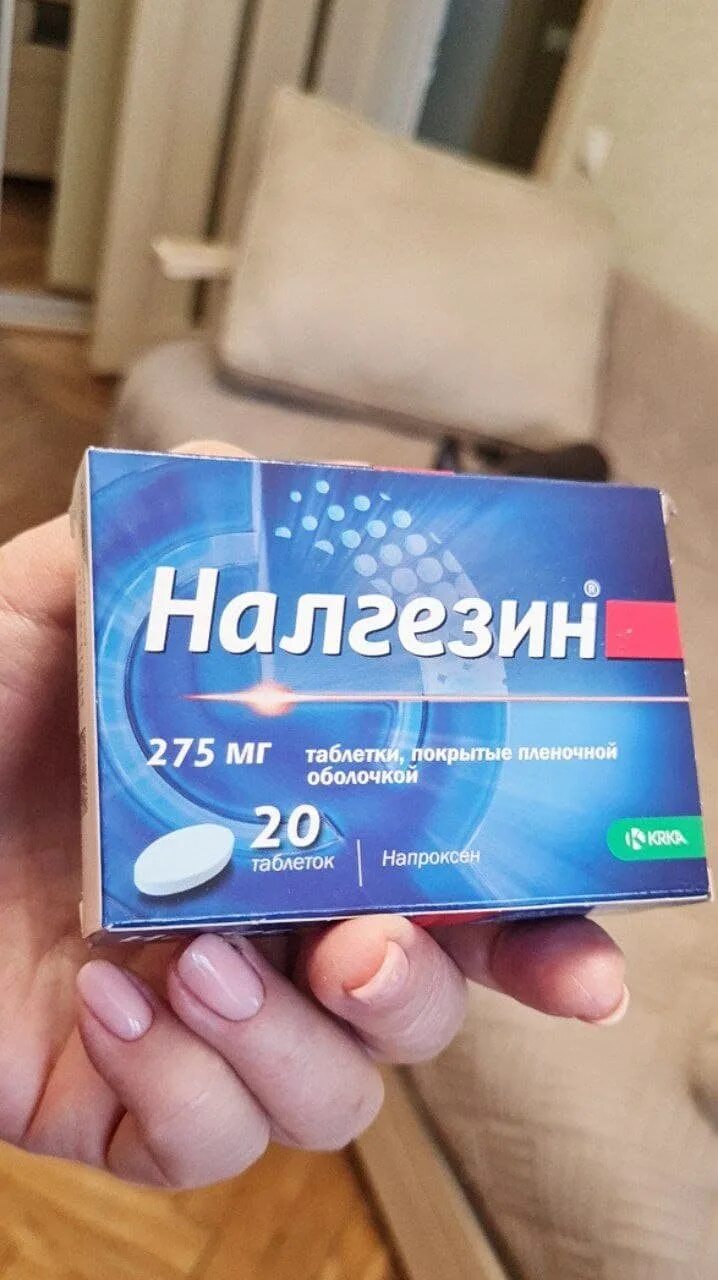 Налгезин®
275 мг
таблетки, покрытые пленочной
оболочкой
20
таблеток
Напроксен
KRKA